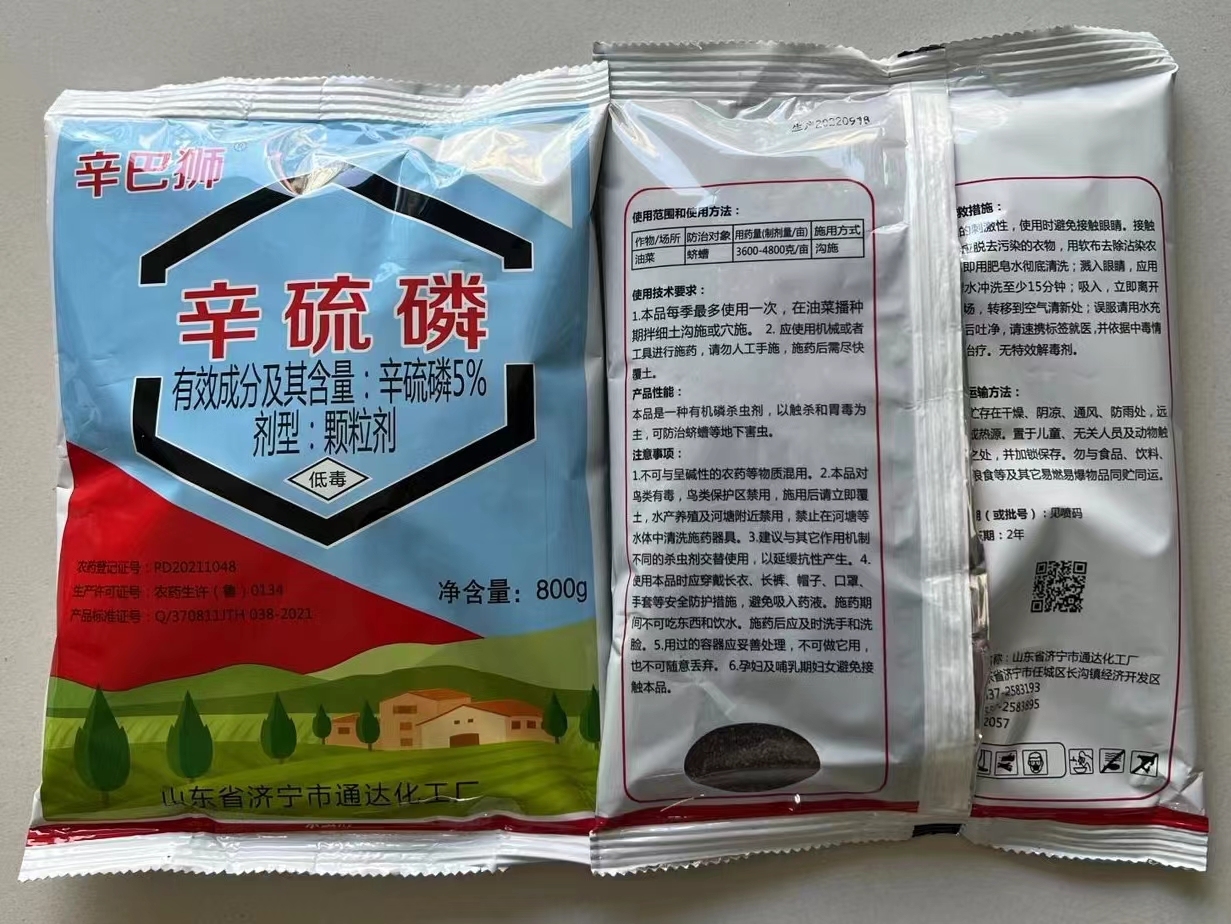 辛巴狮®
辛硫磷
有效成分及其含量：辛硫磷5%
剂型：颗粒剂
低毒
农药登记证号：PD20211048
生产许可证号：农药生许（鲁）0134
产品标准证号：Q/370811JTH 038-2021
净含量：800g
山东省济宁市通达化工厂
生产20220918
使用范围和使用方法：
作物/场所 防治对象 用药量(制剂量/亩) 施用方式
油菜 蛴螬 3600-4800克/亩 沟施
使用技术要求：
1.本品每季最多使用一次，在油菜播种
期拌细土沟施或穴施。 2. 应使用机械或者
工具进行施药，请勿人工手施，施药后需尽快
覆土。
产品性能：
本品是一种有机磷杀虫剂，以触杀和胃毒为
主，可防治蛴螬等地下害虫。
注意事项：
1.不可与呈碱性的农药等物质混用。2.本品对
鸟类有毒，鸟类保护区禁用，施用后请立即覆
土，水产养殖及河塘附近禁用，禁止在河塘等
水体中清洗施药器具。3.建议与其它作用机制
不同的杀虫剂交替使用，以延缓抗性产生。4.
使用本品时应穿戴长衣、长裤、帽子、口罩、
手套等安全防护措施，避免吸入药液。施药期
间不可吃东西和饮水。施药后应及时洗手和洗
脸。5.用过的容器应妥善处理，不可做它用，
也不可随意丢弃。 6.孕妇及哺乳期妇女避免接
触本品。
救措施：
的刺激性，使用时避免接触眼睛。接触
脱去污染的衣物，用软布去除沾染农
即用肥皂水彻底清洗；溅入眼睛，应用
水冲洗至少15分钟；吸入，立即离开
场，转移到空气清新处；误服请用水充
后吐净，请速携标签就医,并依据中毒情
治疗。无特效解毒剂。
运输方法：
贮存在干燥、阴凉、通风、防雨处，远
或热源。置于儿童、无关人员及动物触
之处，并加锁保存。勿与食品、饮料、
粮食等及其它易燃易爆物品同贮同运。
（或批号）：见喷码
期：2年
称：山东省济宁市通达化工厂
省济宁市任城区长沟镇经济开发区
37-2583193
-2583895
2057